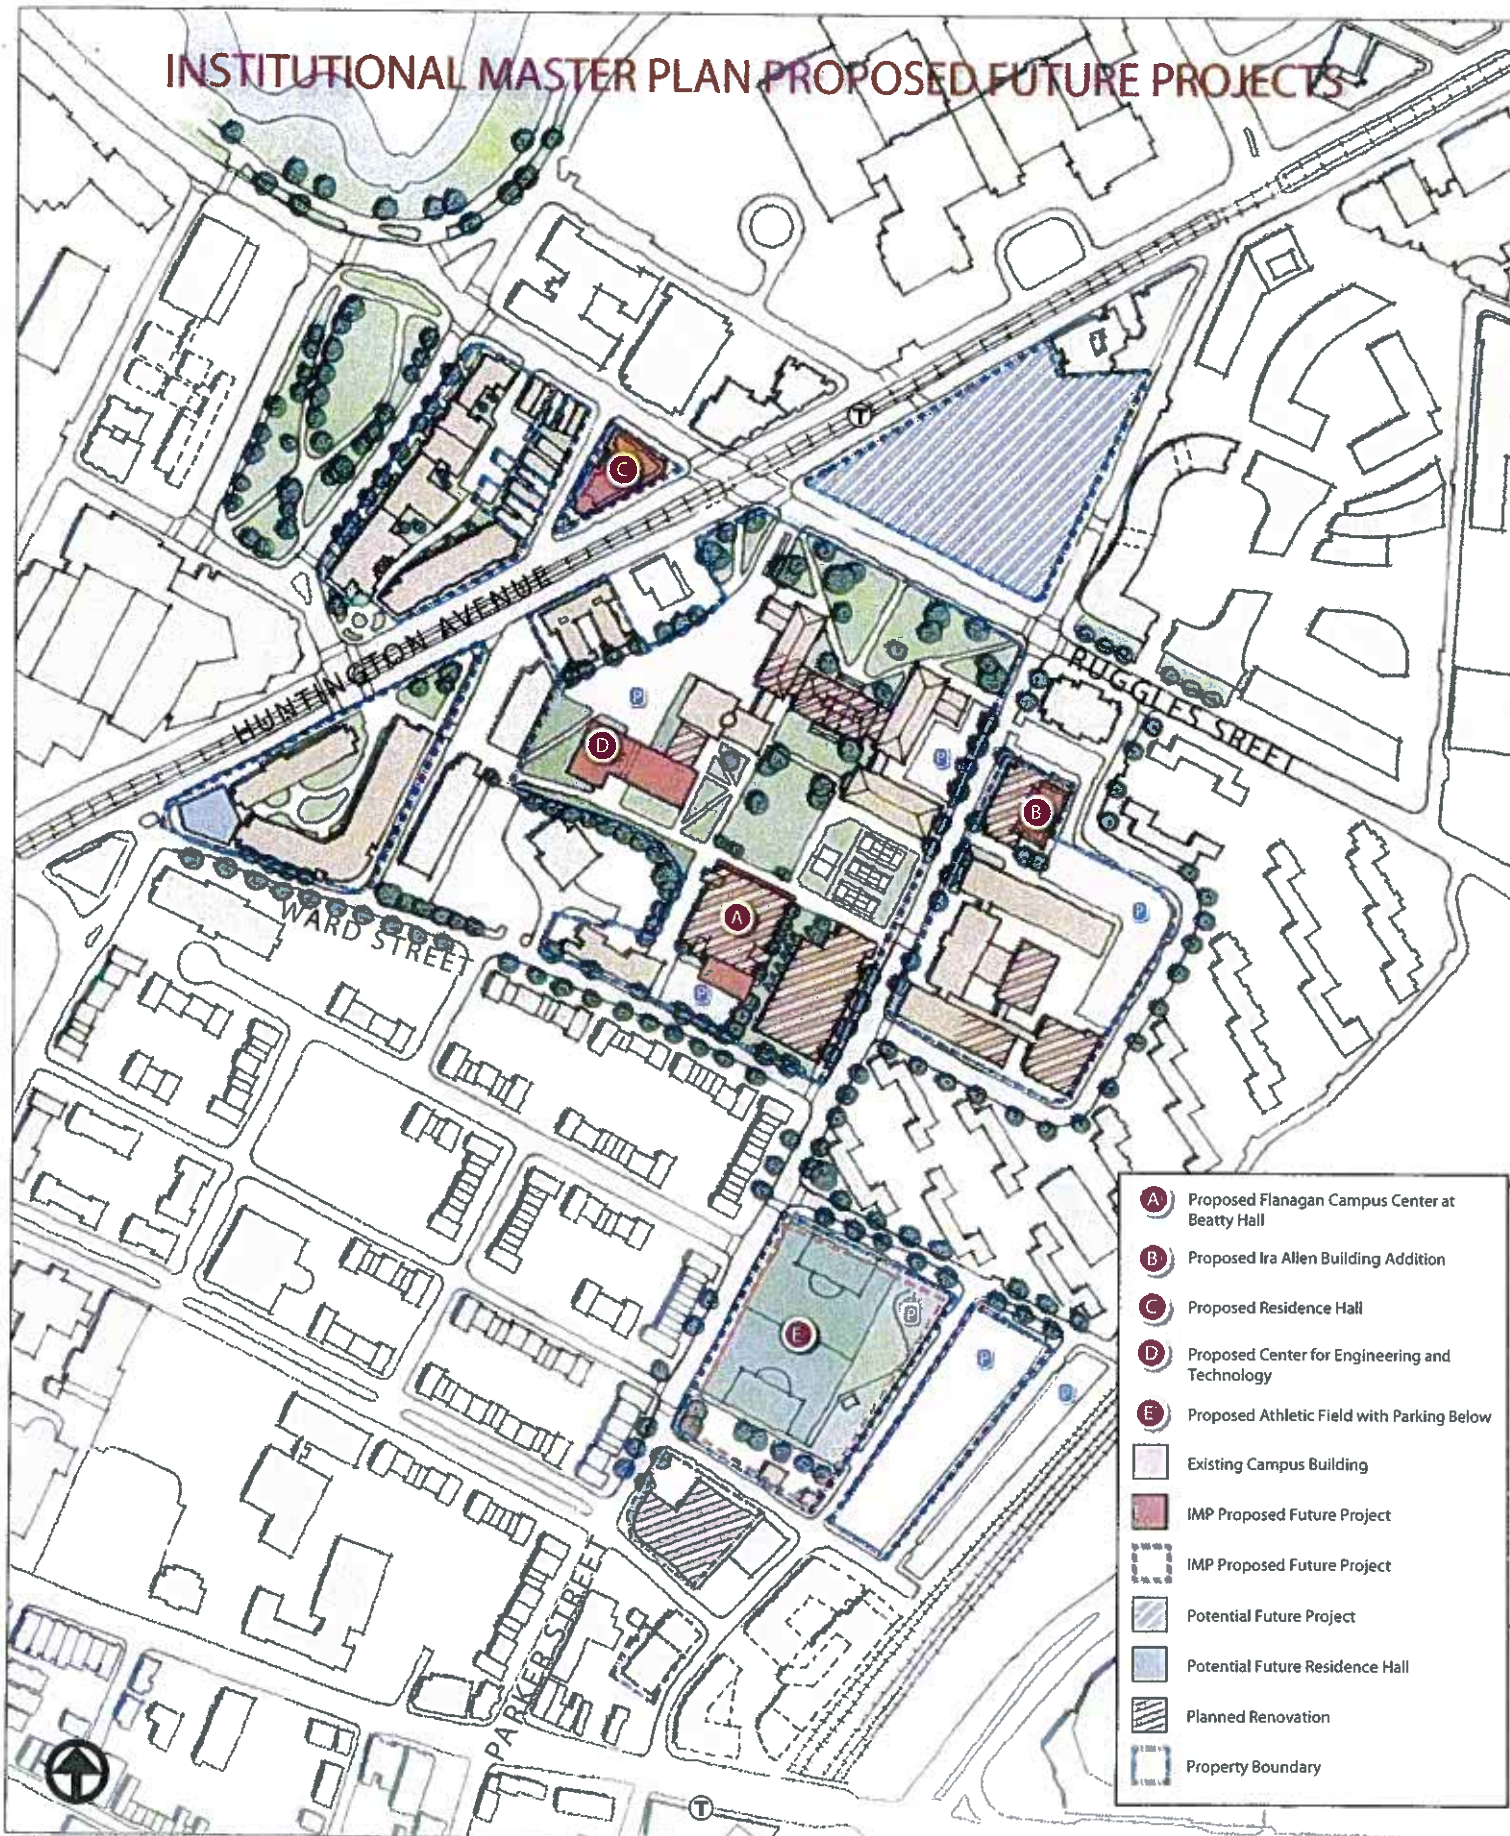 INSTITUTIONAL MASTER PLAN PROPOSED FUTURE PROJECTS
T
C
HUNTINGTON AVENUE
RUGGLES SREET
P
D
P
B
A
P
P
WARD STREET
E
P
P
P
PARKER STREET
T
A Proposed Flanagan Campus Center at
Beatty Hall
B Proposed Ira Allen Building Addition
C Proposed Residence Hall
D Proposed Center for Engineering and
Technology
E Proposed Athletic Field with Parking Below
Existing Campus Building
IMP Proposed Future Project
IMP Proposed Future Project
Potential Future Project
Potential Future Residence Hall
Planned Renovation
Property Boundary